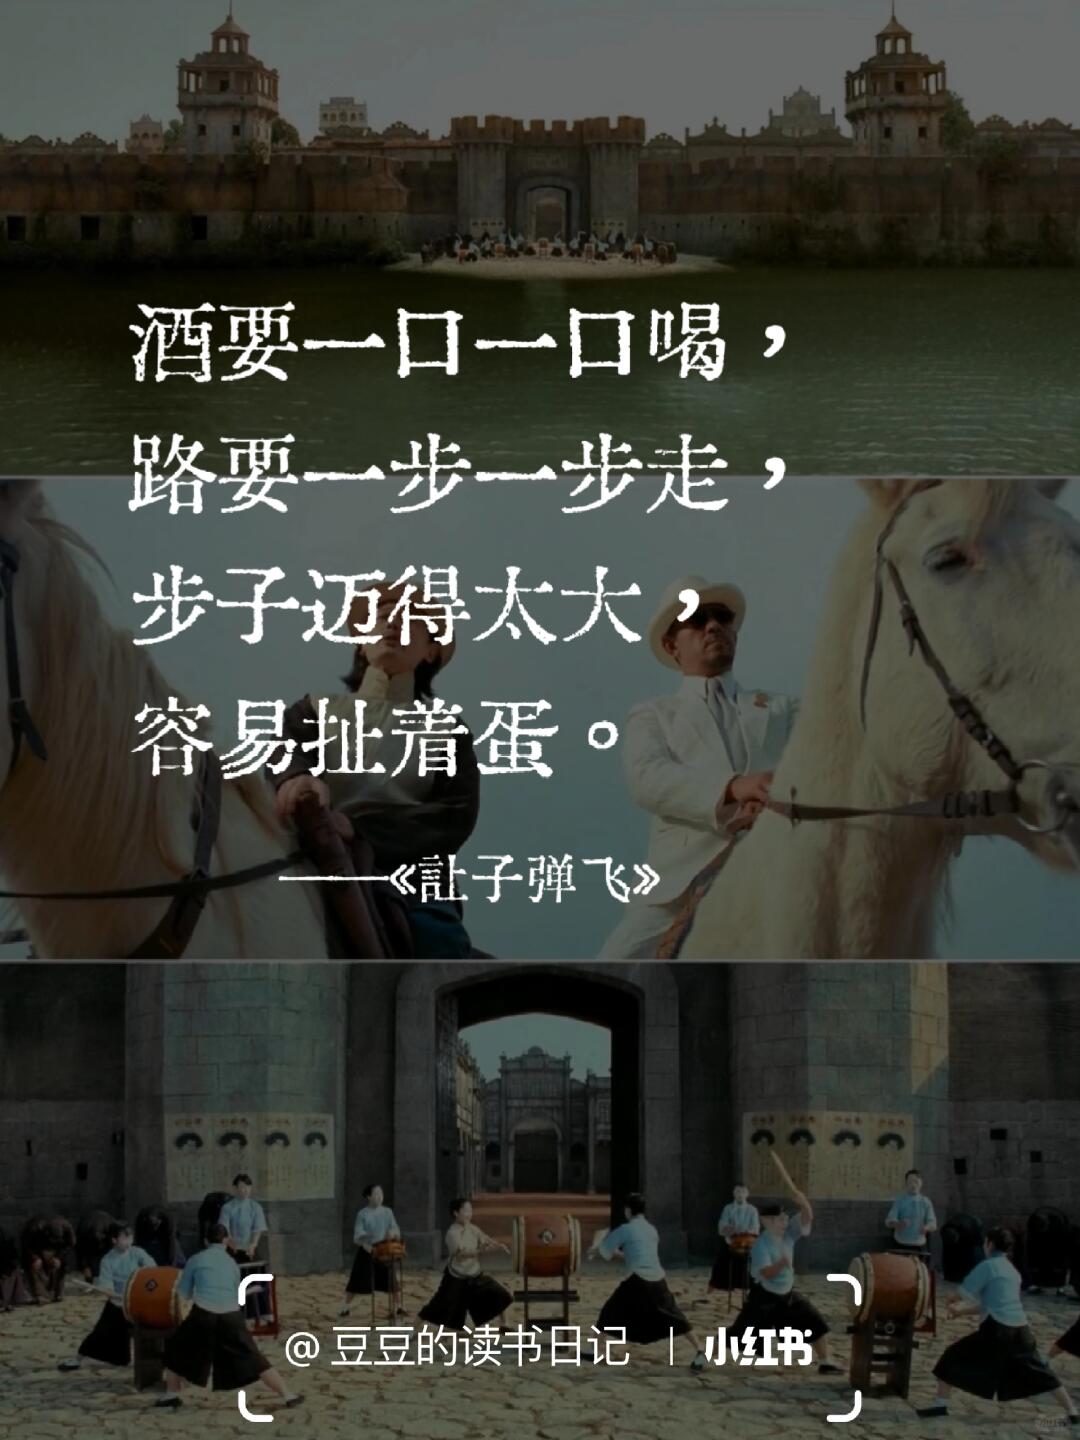 酒要一口一口喝，
路要一步一步走，
步子迈得太大，
容易扯着蛋。
——《让子弹飞》
@豆豆的读书日记 | 小红书